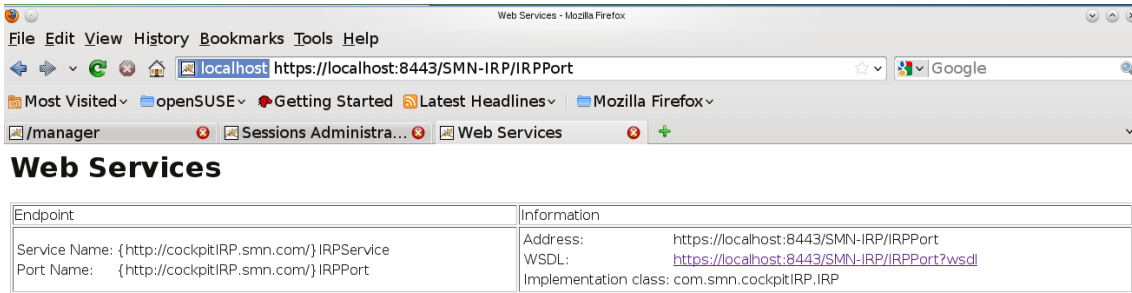 Web Services - Mozilla Firefox
File Edit View History Bookmarks Tools Help
localhost https://localhost:8443/SMN-IRP/IRPPort Google
Most Visited openSUSE Getting Started Latest Headlines Mozilla Firefox
/manager Sessions Administra... Web Services
Web Services
Endpoint Information
Service Name: {http://cockpitIRP.smn.com/}IRPService
Port Name: {http://cockpitIRP.smn.com/}IRPPort
Address: https://localhost:8443/SMN-IRP/IRPPort
WSDL: https://localhost:8443/SMN-IRP/IRPPort?wsdl
Implementation class: com.smn.cockpitIRP.IRP